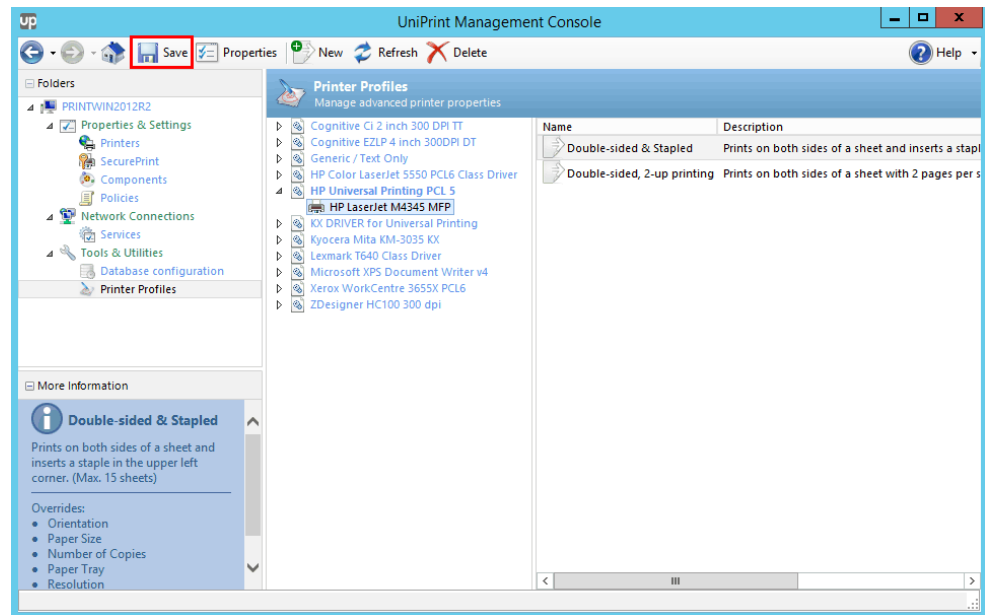 up
UniPrint Management Console
Save
Properties
New
Refresh
Delete
Help
Folders
PRINTWIN2012R2
Properties & Settings
Printers
SecurePrint
Components
Policies
Network Connections
Services
Tools & Utilities
Database configuration
Printer Profiles
More Information
Double-sided & Stapled
Prints on both sides of a sheet and
inserts a staple in the upper left
corner. (Max. 15 sheets)
Overrides:
• Orientation
• Paper Size
• Number of Copies
• Paper Tray
• Resolution
Printer Profiles
Manage advanced printer properties
Cognitive Ci 2 inch 300 DPI TT
Cognitive EZLP 4 inch 300DPI DT
Generic / Text Only
HP Color LaserJet 5550 PCL6 Class Driver
HP Universal Printing PCL 5
HP LaserJet M4345 MFP
KX DRIVER for Universal Printing
Kyocera Mita KM-3035 KX
Lexmark T640 Class Driver
Microsoft XPS Document Writer v4
Xerox WorkCentre 3655X PCL6
ZDesigner HC100 300 dpi
Name Description
Double-sided & Stapled Prints on both sides of a sheet and inserts a stapl
Double-sided, 2-up printing Prints on both sides of a sheet with 2 pages per s